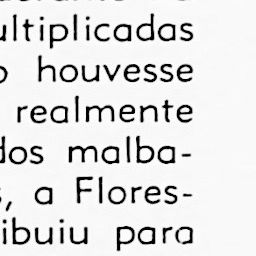 ultiplicadas
o houvesse
realmente
dos malba-
s, a Flores-
ibuiu para